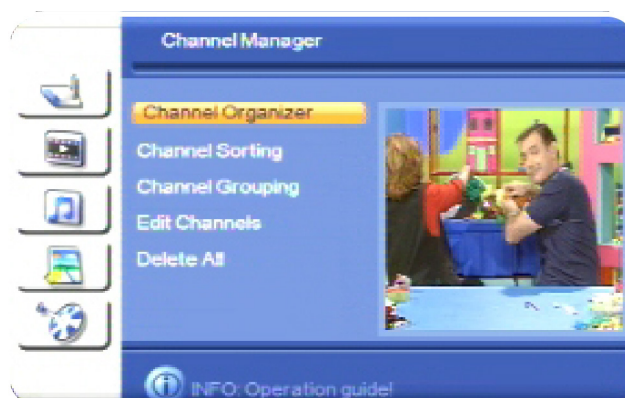 Channel Manager
Channel Organizer
Channel Sorting
Channel Grouping
Edit Channels
Delete All
INFO: Operation guide!